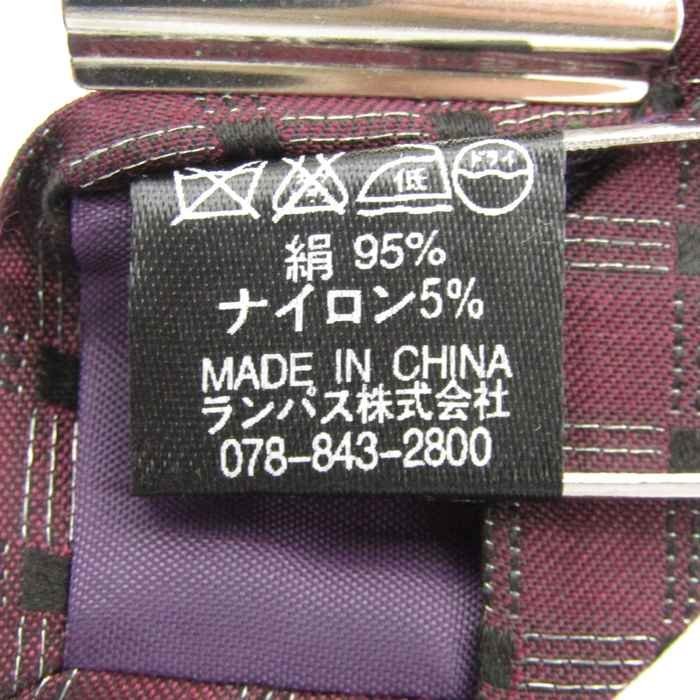 低 ドライ
絹 95%
ナイロン5%
MADE IN CHINA
ランパス株式会社
078-843-2800